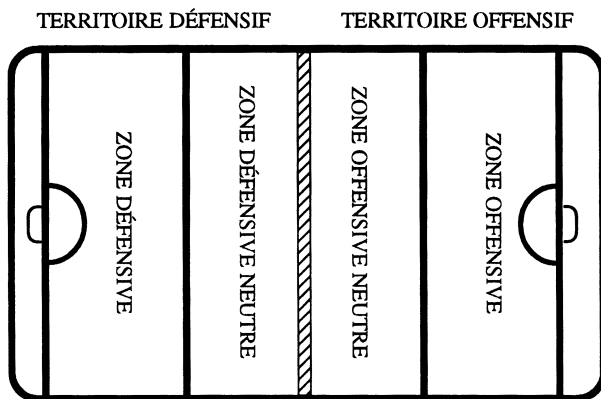 TERRITOIRE DÉFENSIF
TERRITOIRE OFFENSIF
ZONE DÉFENSIVE
ZONE DÉFENSIVE NEUTRE
ZONE OFFENSIVE NEUTRE
ZONE OFFENSIVE